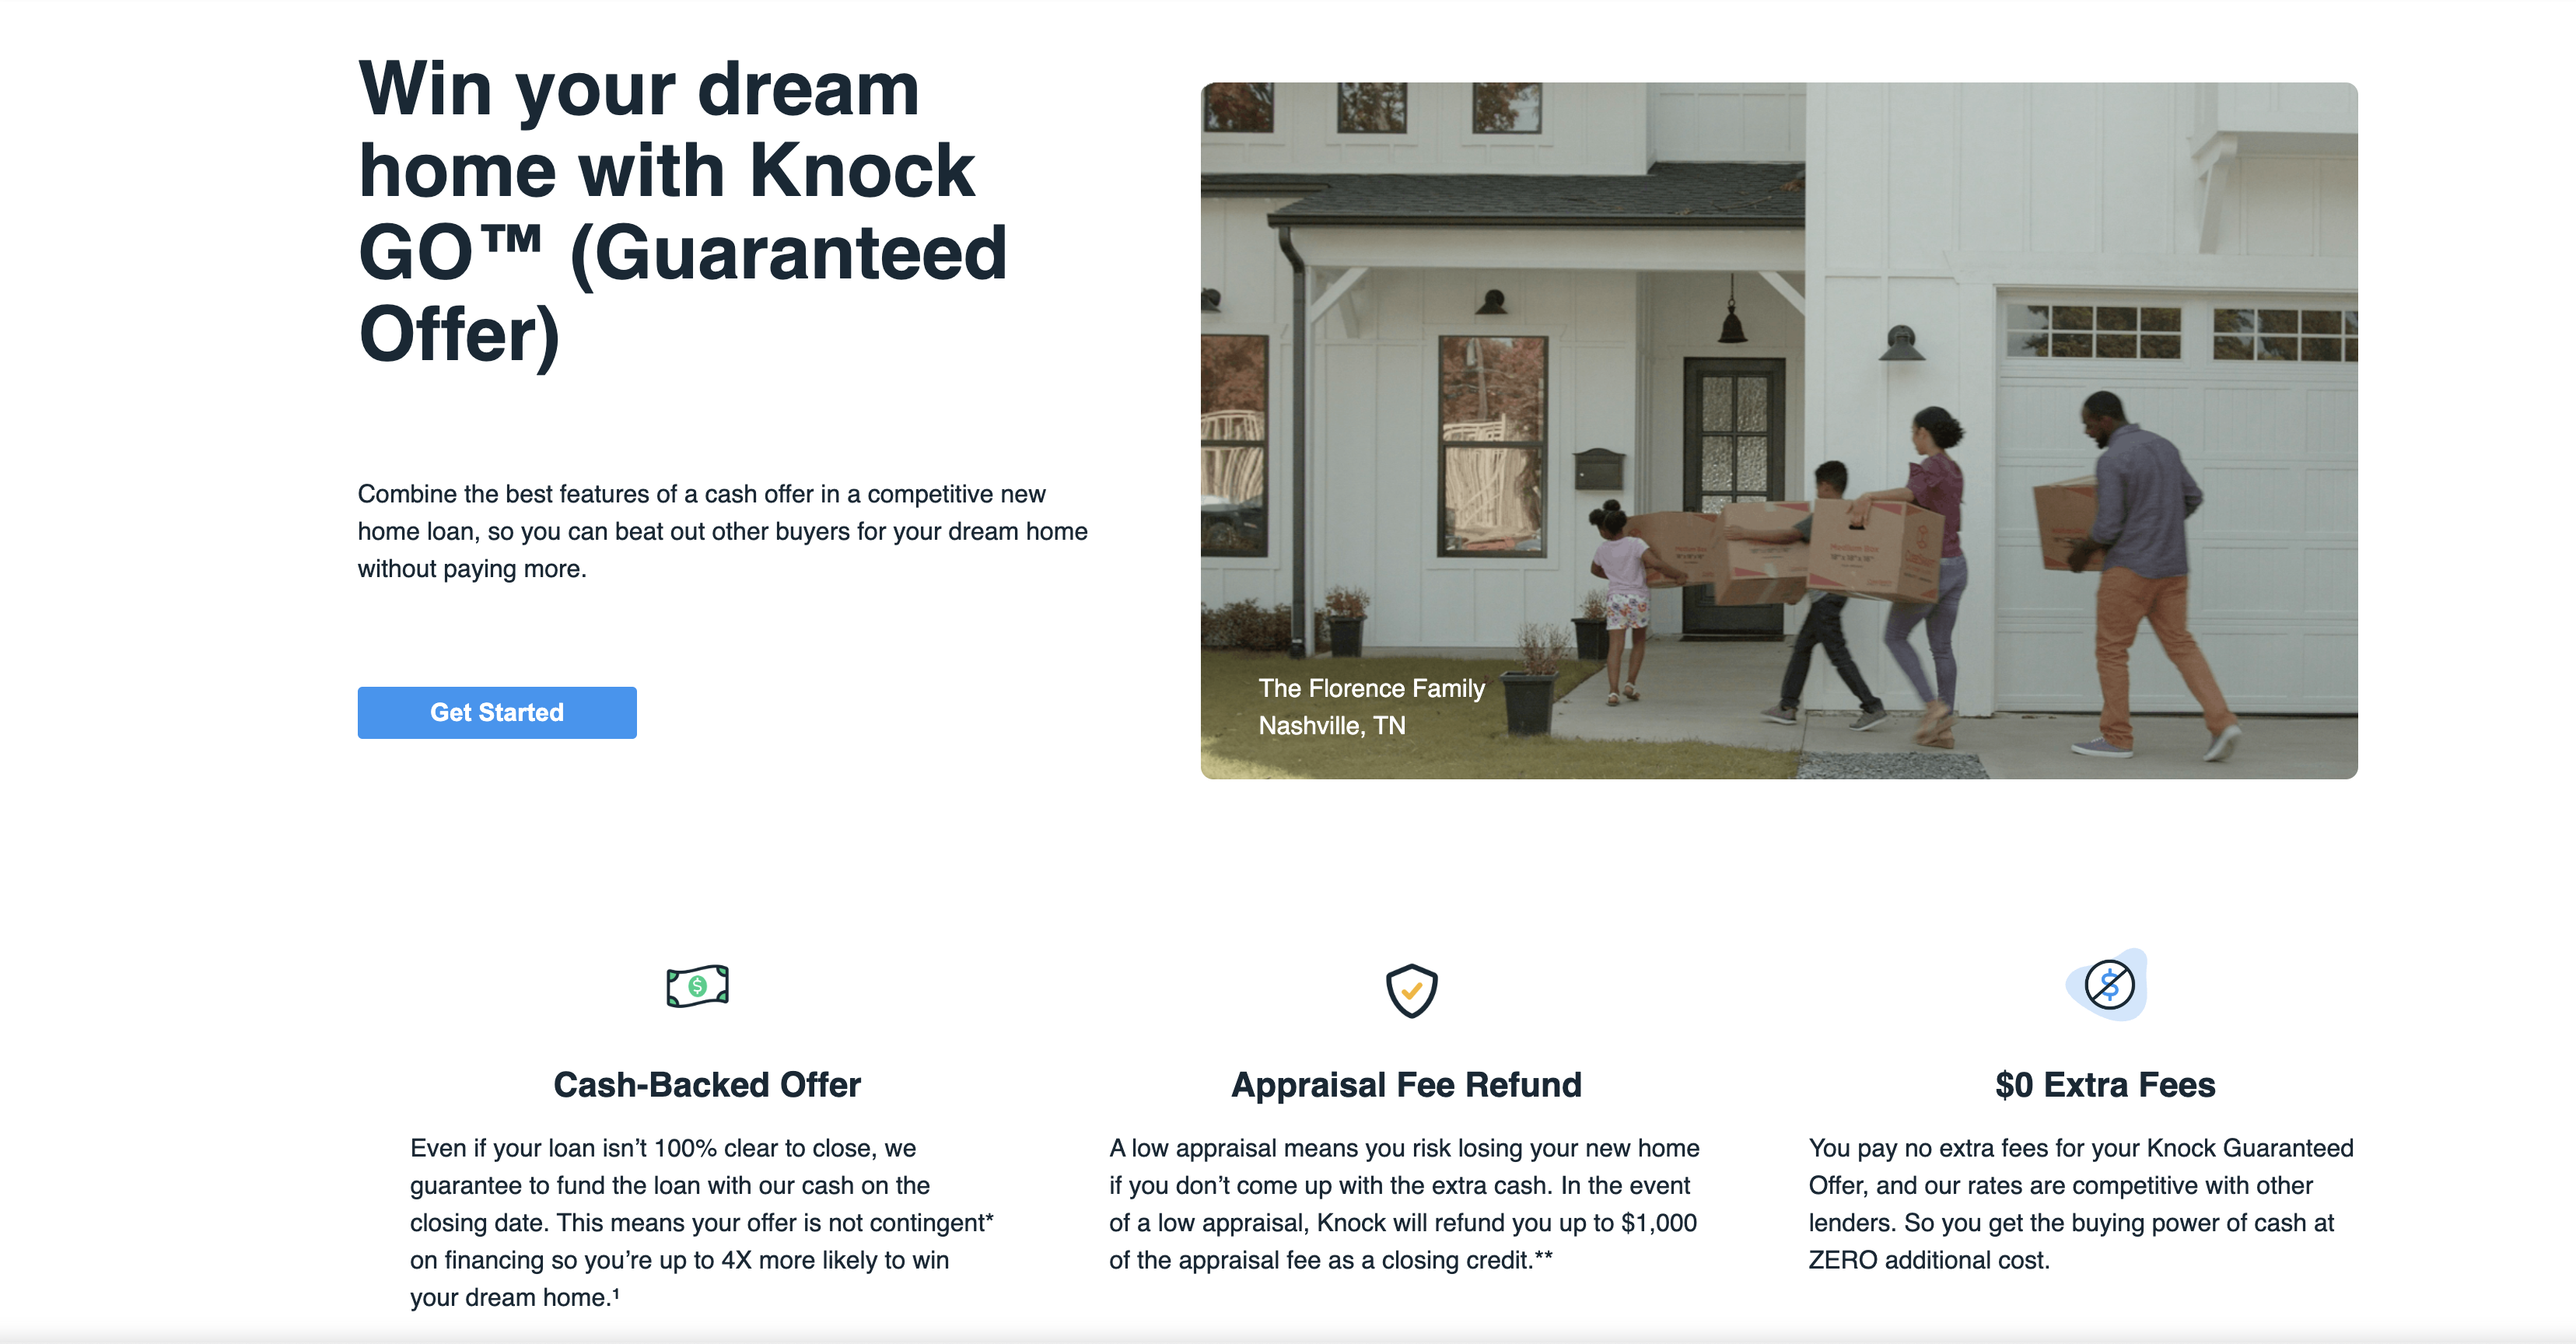 Win your dream
home with Knock
GO™ (Guaranteed
Offer)
Combine the best features of a cash offer in a competitive new
home loan, so you can beat out other buyers for your dream home
without paying more.
Get Started
The Florence Family
Nashville, TN
Cash-Backed Offer
Even if your loan isn’t 100% clear to close, we
guarantee to fund the loan with our cash on the
closing date. This means your offer is not contingent*
on financing so you’re up to 4X more likely to win
your dream home.¹
Appraisal Fee Refund
A low appraisal means you risk losing your new home
if you don’t come up with the extra cash. In the event
of a low appraisal, Knock will refund you up to $1,000
of the appraisal fee as a closing credit.**
$0 Extra Fees
You pay no extra fees for your Knock Guaranteed
Offer, and our rates are competitive with other
lenders. So you get the buying power of cash at
ZERO additional cost.